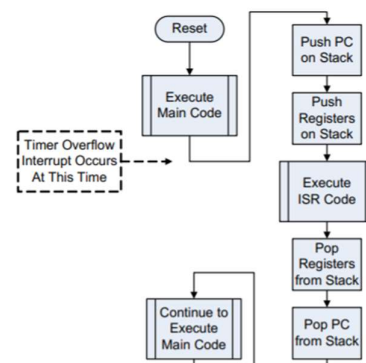 Reset
Execute
Main Code
Timer Overflow
Interrupt Occurs
At This Time
Push PC
on Stack
Push
Registers
on Stack
Execute
ISR Code
Pop
Registers
from Stack
Pop PC
from Stack
Continue to
Execute
Main Code